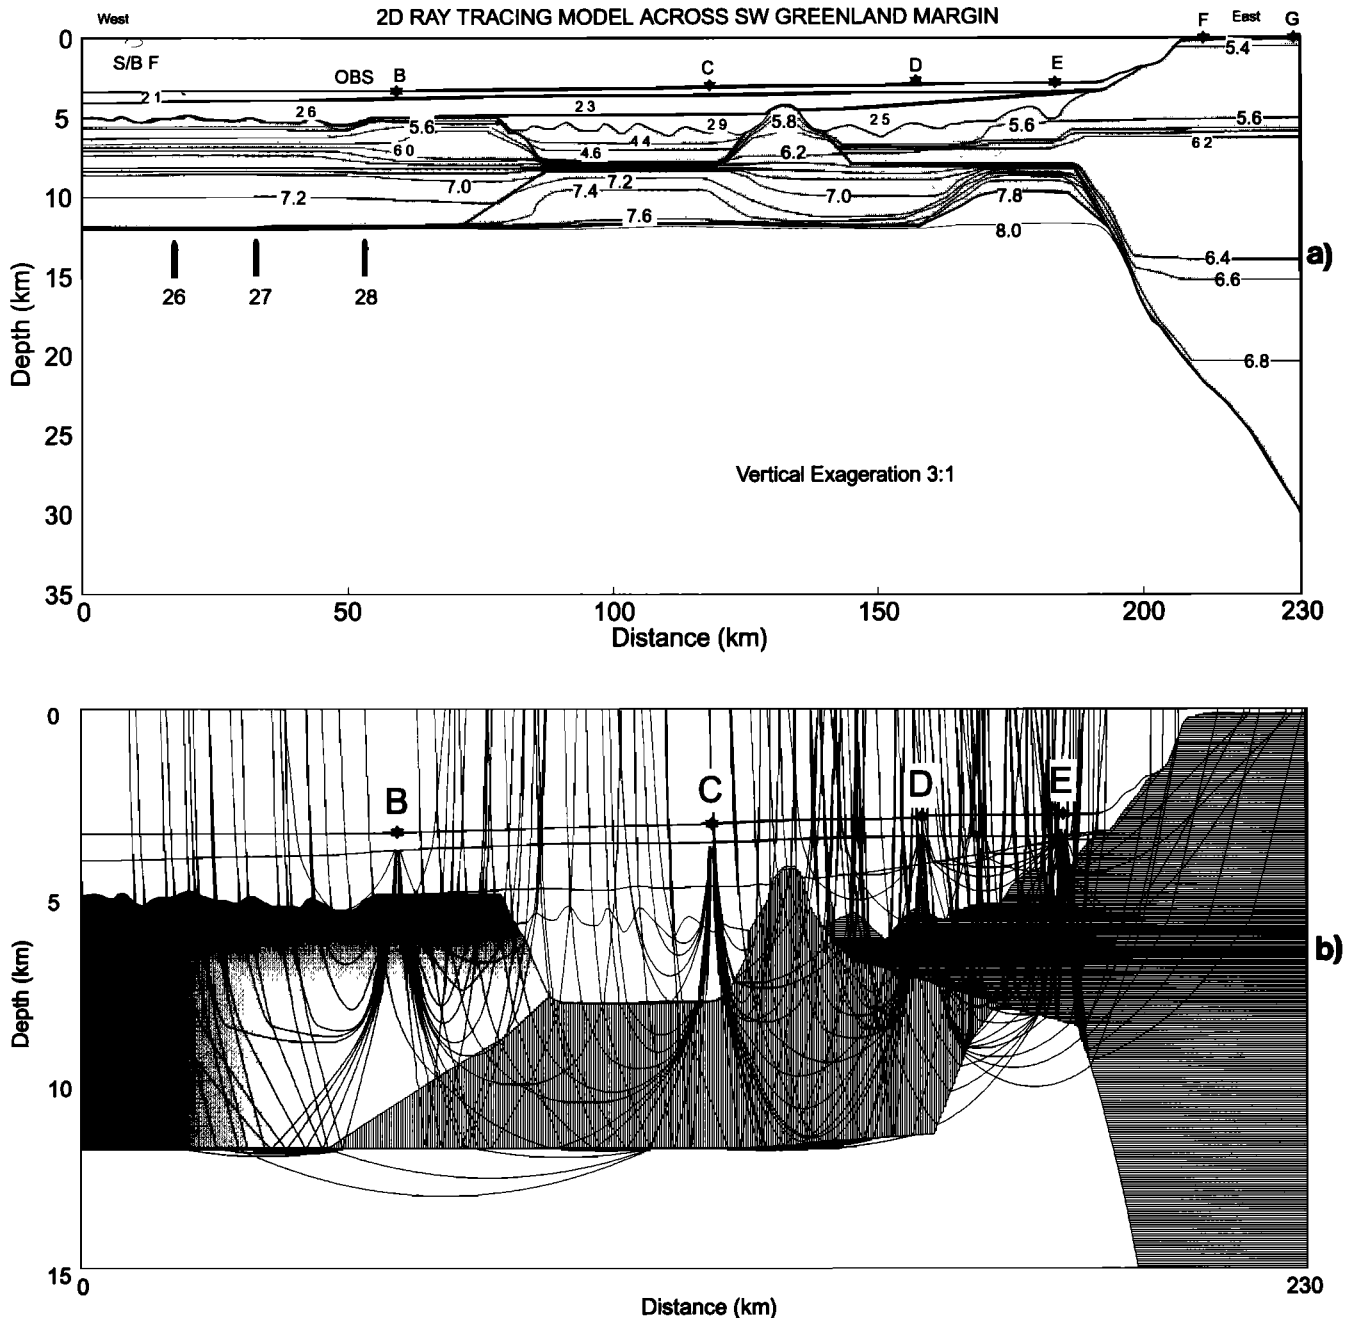 West 2D RAY TRACING MODEL ACROSS SW GREENLAND MARGIN F East G
0
S/B F OBS B C D E 5.4
2 1 2 6 2 3 2 9 2 5
5 5.6 4 4 5.8 5.6 5.6
6 0 4.6 6.2 6 2
7.0 7.2 7.0 7.8
10 7.2 7.4
7.6 8.0
6.4 a)
15 26 27 28 6.6
20 6.8
25 Vertical Exageration 3:1
30
35
Depth (km)
0 50 100 150 200 230
Distance (km)
0
B C D E
5
b)
10
15
Depth (km)
0 230
Distance (km)